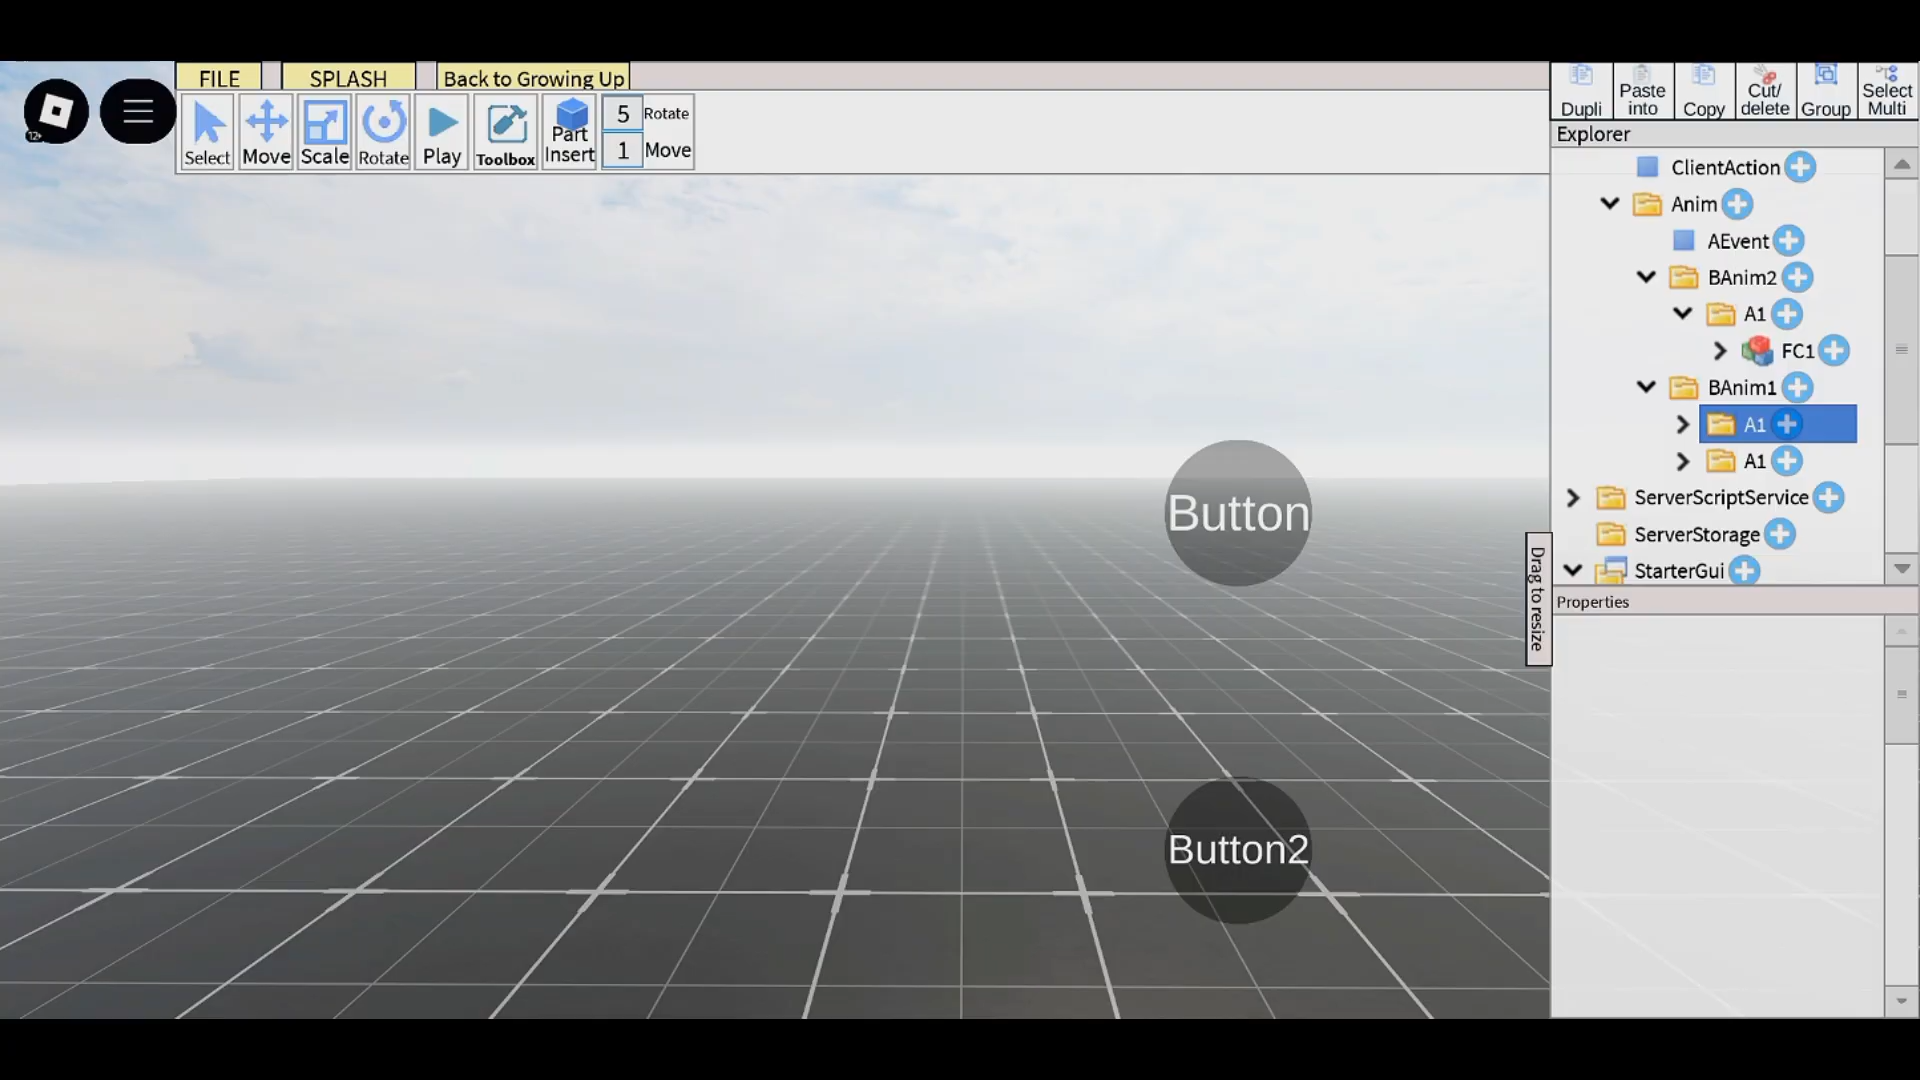 FILE
SPLASH
Back to Growing Up
12+
Select
Move
Scale
Rotate
Play
Toolbox
Part
Insert
5
Rotate
1
Move
Dupli
Paste
into
Copy
Cut/
delete
Group
Select
Multi
Explorer
ClientAction
Anim
AEvent
BAnim2
A1
FC1
BAnim1
A1
A1
ServerScriptService
ServerStorage
StarterGui
Drag to resize
Properties
Button
Button2